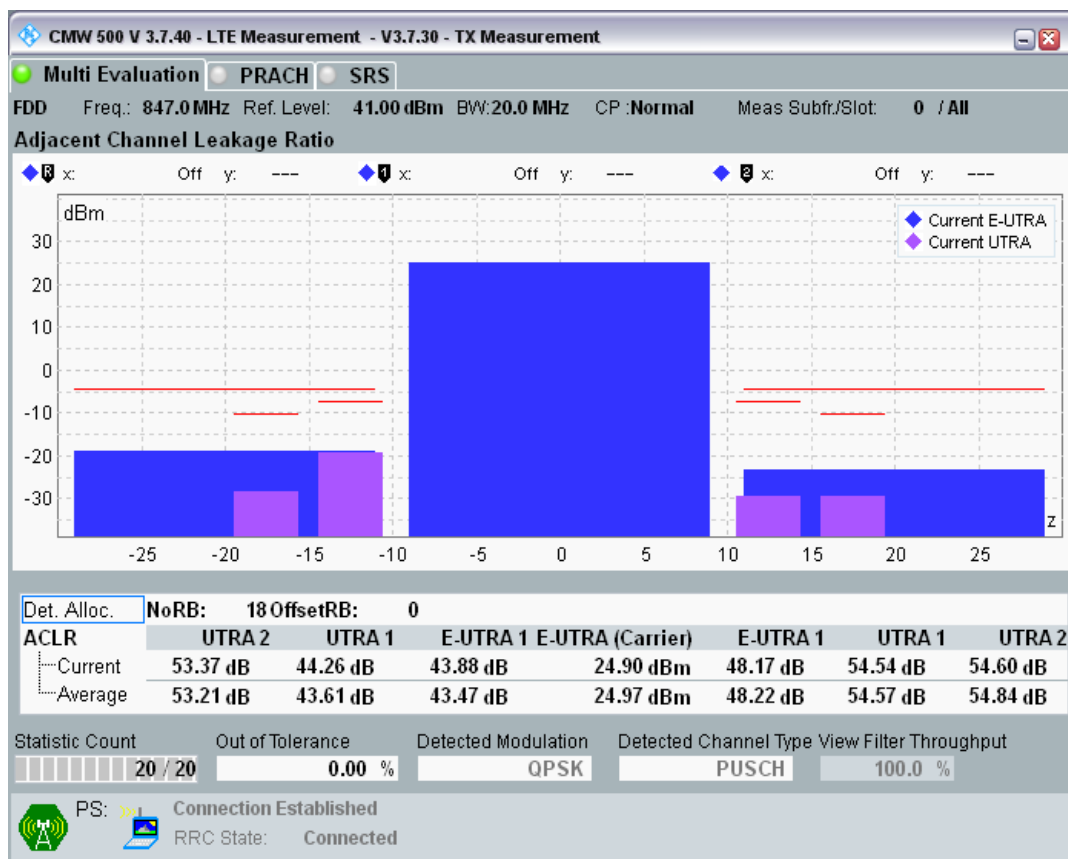 CMW 500 V 3.7.40 - LTE Measurement - V3.7.30 - TX Measurement
Multi Evaluation PRACH SRS
FDD Freq.: 847.0 MHz Ref. Level: 41.00 dBm BW:20.0 MHz CP :Normal Meas Subfr./Slot: 0 / All
Adjacent Channel Leakage Ratio
R x: Off y: --- 1 x: Off y: --- 2 x: Off y: ---
dBm
Current E-UTRA
Current UTRA
30
20
10
0
-10
-20
-30
z
-25 -20 -15 -10 -5 0 5 10 15 20 25
Det. Alloc. NoRB: 18 OffsetRB: 0
ACLR UTRA 2 UTRA 1 E-UTRA 1 E-UTRA (Carrier) E-UTRA 1 UTRA 1 UTRA 2
Current 53.37 dB 44.26 dB 43.88 dB 24.90 dBm 48.17 dB 54.54 dB 54.60 dB
Average 53.21 dB 43.61 dB 43.47 dB 24.97 dBm 48.22 dB 54.57 dB 54.84 dB
Statistic Count Out of Tolerance Detected Modulation Detected Channel Type View Filter Throughput
20 / 20 0.00 % QPSK PUSCH 100.0 %
PS: Connection Established
RRC State: Connected